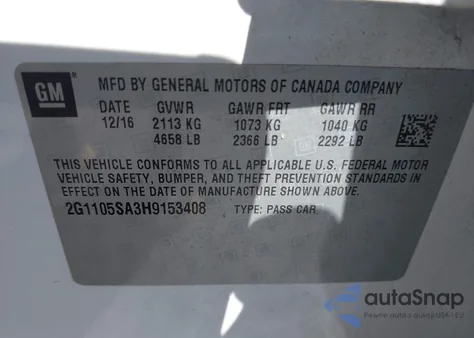 GM
MFD BY GENERAL MOTORS OF CANADA COMPANY
DATE GVWR GAWR FRT GAWR RR
12/16 2113 KG 1073 KG 1040 KG
4658 LB 2366 LB 2292 LB
THIS VEHICLE CONFORMS TO ALL APPLICABLE U.S. FEDERAL MOTOR
VEHICLE SAFETY, BUMPER, AND THEFT PREVENTION STANDARDS IN
EFFECT ON THE DATE OF MANUFACTURE SHOWN ABOVE.
2G1105SA3H9153408 TYPE: PASS CAR
autoSnap